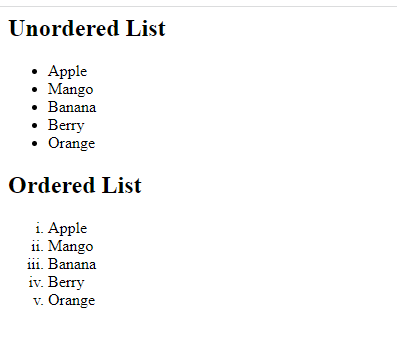 Unordered List
• Apple
• Mango
• Banana
• Berry
• Orange
Ordered List
i. Apple
ii. Mango
iii. Banana
iv. Berry
v. Orange